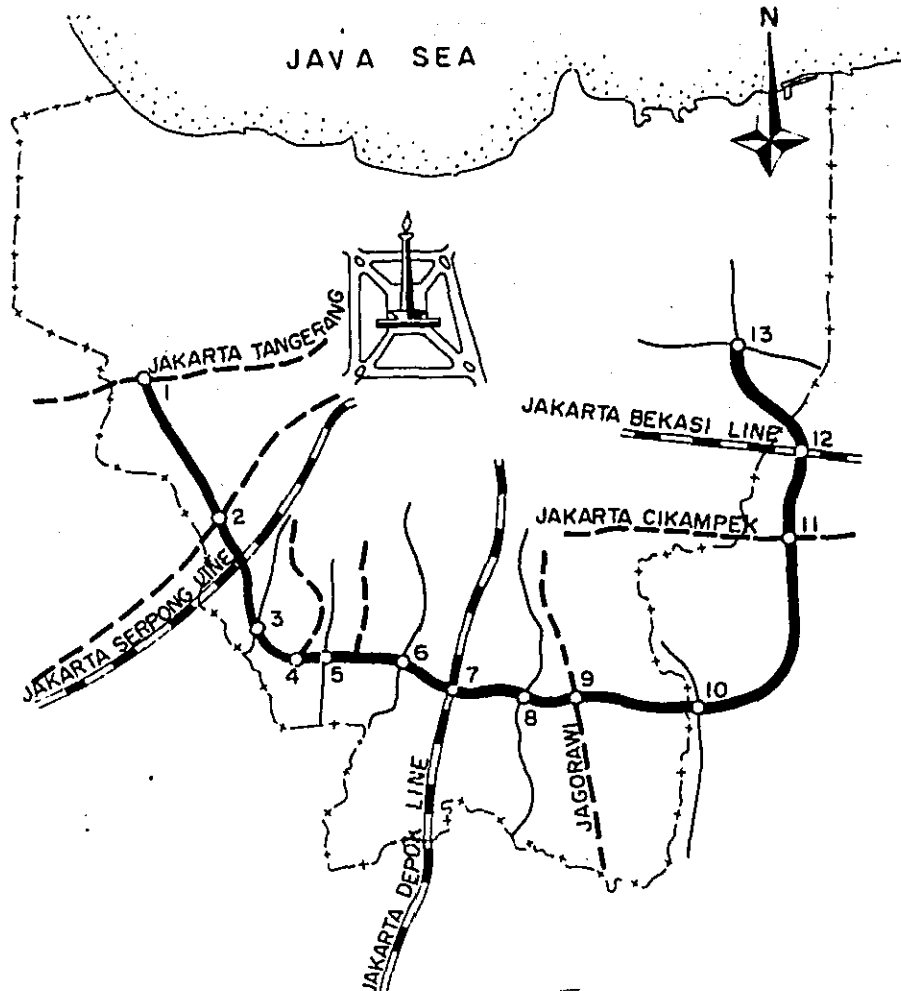 JAVA SEA
N
JAKARTA TANGERANG
1
13
JAKARTA BEKASI LINE
12
2
JAKARTA CIKAMPEK
11
JAKARTA SERPONG LINE
3
4
5
6
7
8
9
10
JAGORAWI
JAKARTA DEPOK LINE